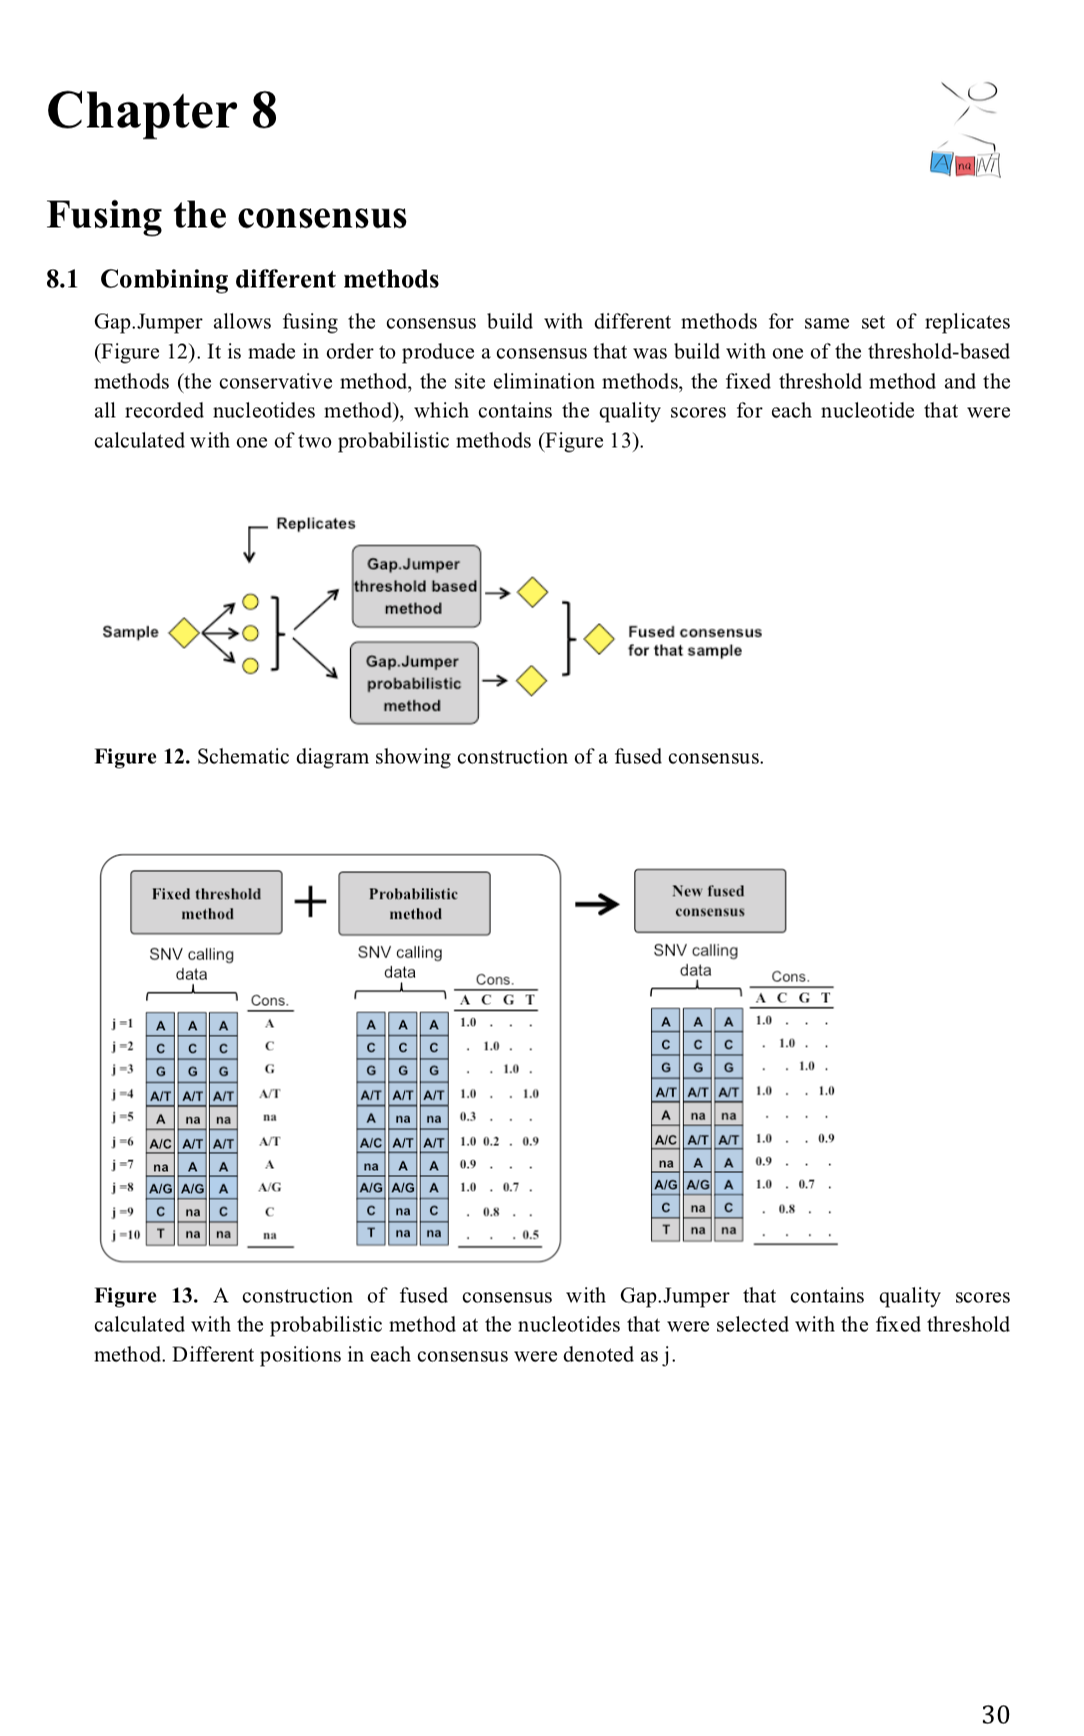 Chapter 8
A na NT
Fusing the consensus
8.1 Combining different methods
Gap.Jumper allows fusing the consensus build with different methods for same set of replicates
(Figure 12). It is made in order to produce a consensus that was build with one of the threshold-based
methods (the conservative method, the site elimination methods, the fixed threshold method and the
all recorded nucleotides method), which contains the quality scores for each nucleotide that were
calculated with one of two probabilistic methods (Figure 13).
Replicates
Gap.Jumper
threshold based
method
Sample
Fused consensus
for that sample
Gap.Jumper
probabilistic
method
Figure 12. Schematic diagram showing construction of a fused consensus.
Fixed threshold
method
+
Probabilistic
method
New fused
consensus
SNV calling
data
Cons.
SNV calling
data
Cons.
A C G T
SNV calling
data
Cons.
A C G T
j=1 A A A A A A A 1.0 . . . A A A 1.0 . . .
j=2 C C C C C C C . 1.0 . . C C C . 1.0 . .
j=3 G G G G G G G . . 1.0 . G G G . . 1.0 .
j=4 A/T A/T A/T A/T A/T A/T A/T 1.0 . . 1.0 A/T A/T A/T 1.0 . . 1.0
j=5 A na na na A na na 0.3 . . . A na na . . . .
j=6 A/C A/T A/T A/T A/C A/T A/T 1.0 0.2 . 0.9 A/C A/T A/T 1.0 . . 0.9
j=7 na A A A na A A 0.9 . . . na A A 0.9 . . .
j=8 A/G A/G A A/G A/G A/G A 1.0 . 0.7 . A/G A/G A 1.0 . 0.7 .
j=9 C na C C C na C . 0.8 . . C na C . 0.8 . .
j=10 T na na na T na na . . . 0.5 T na na . . . .
Figure 13. A construction of fused consensus with Gap.Jumper that contains quality scores
calculated with the probabilistic method at the nucleotides that were selected with the fixed threshold
method. Different positions in each consensus were denoted as j.
30